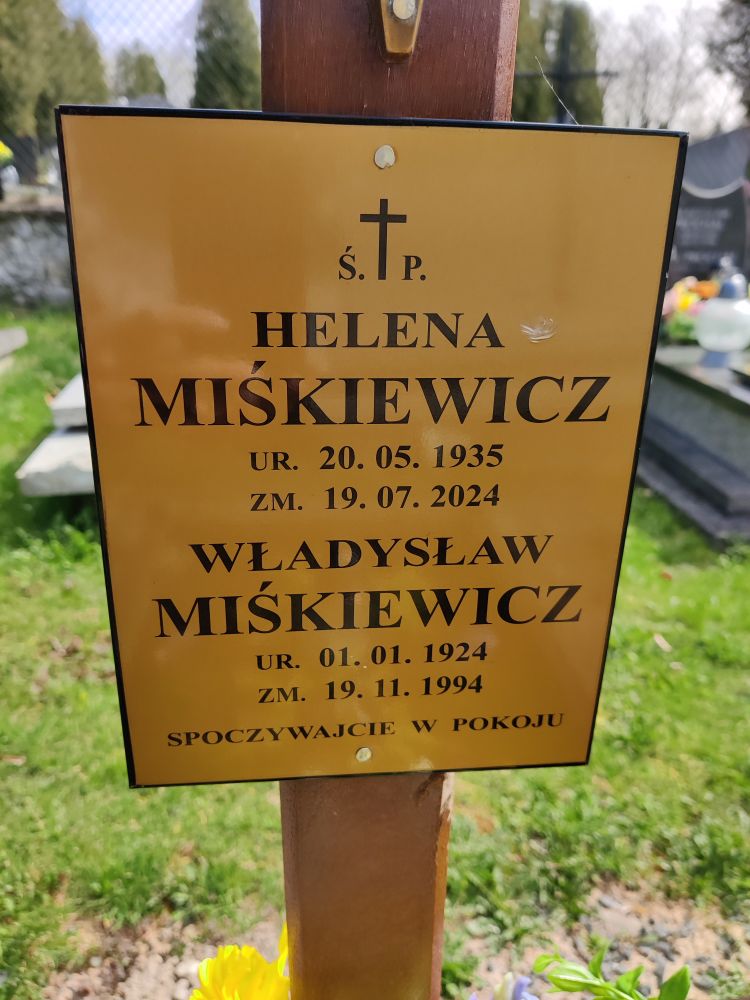 Ś. P.
HELENA
MIŚKIEWICZ
UR. 20. 05. 1935
ZM. 19. 07. 2024
WŁADYSŁAW
MIŚKIEWICZ
UR. 01. 01. 1924
ZM. 19. 11. 1994
SPOCZYWAJCIE W POKOJU